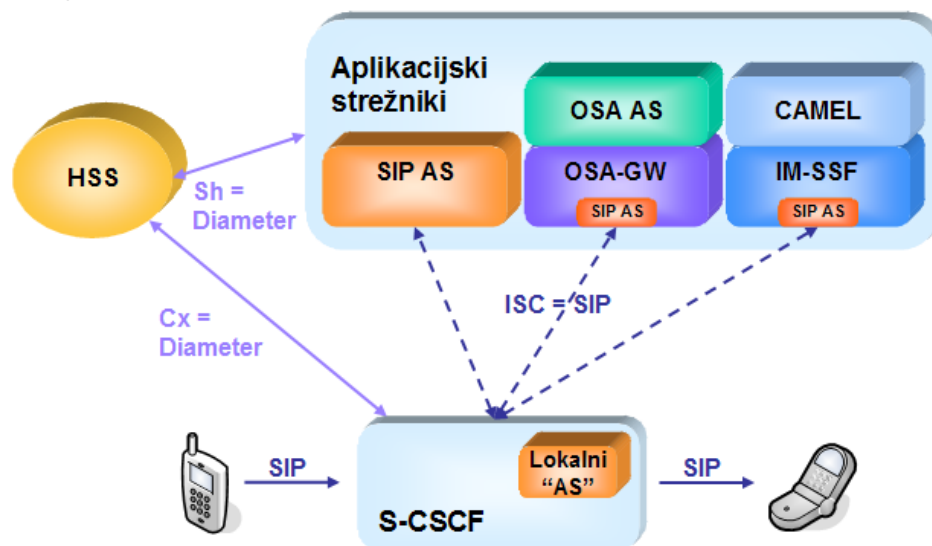 Aplikacijski
strežniki
OSA AS
CAMEL
HSS
SIP AS
OSA-GW
IM-SSF
SIP AS
SIP AS
Sh =
Diameter
ISC = SIP
Cx =
Diameter
SIP
Lokalni
“AS”
SIP
S-CSCF